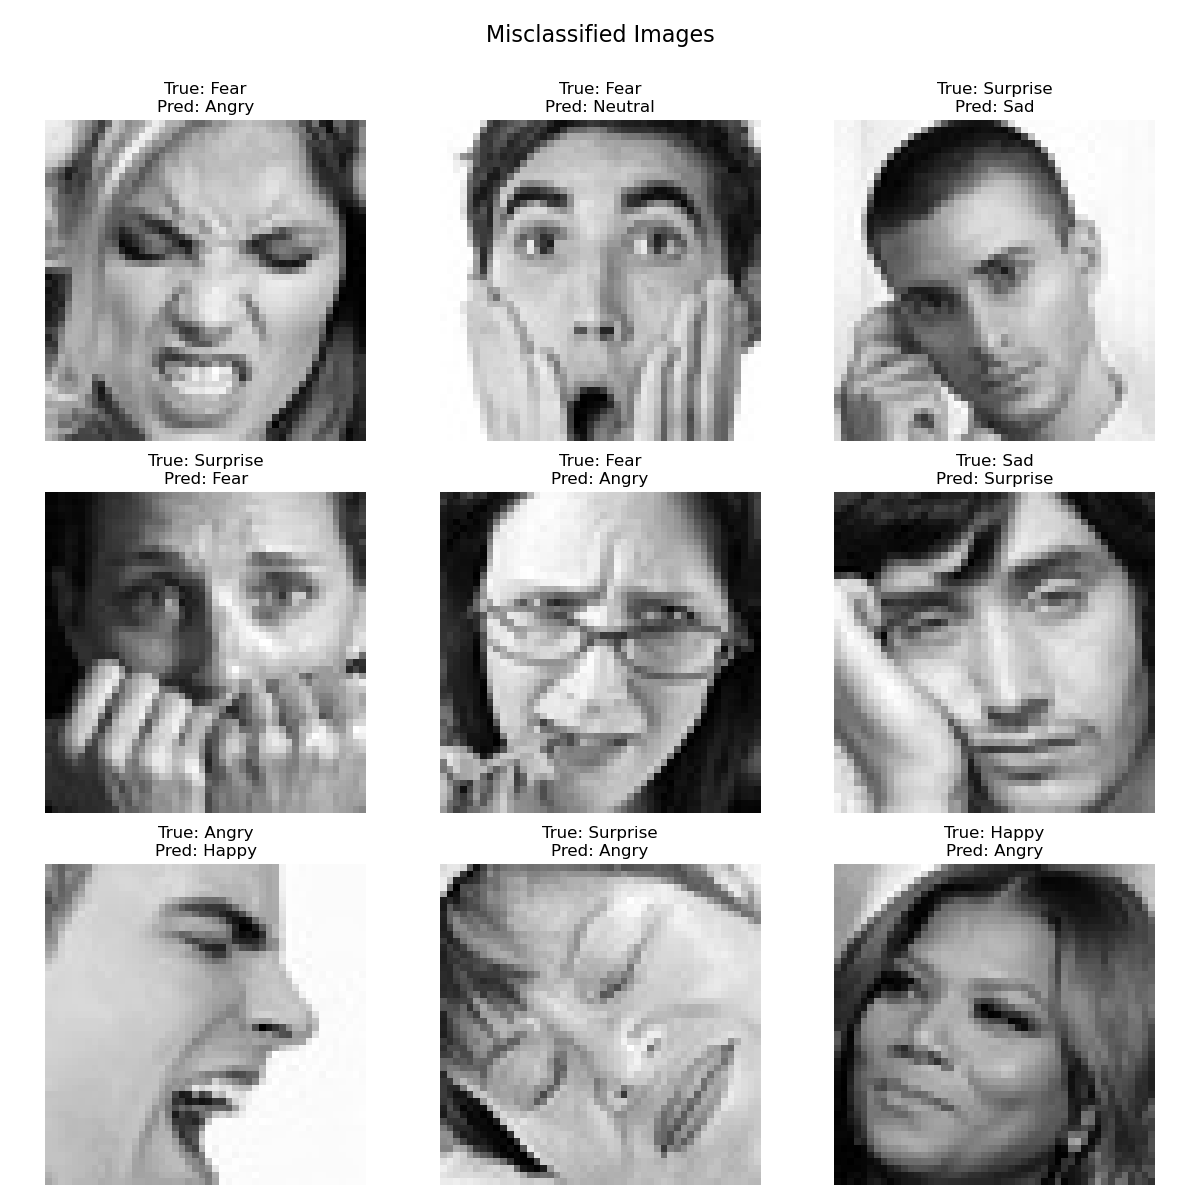 Misclassified Images
True: Fear
Pred: Angry
True: Fear
Pred: Neutral
True: Surprise
Pred: Sad
True: Surprise
Pred: Fear
True: Fear
Pred: Angry
True: Sad
Pred: Surprise
True: Angry
Pred: Happy
True: Surprise
Pred: Angry
True: Happy
Pred: Angry